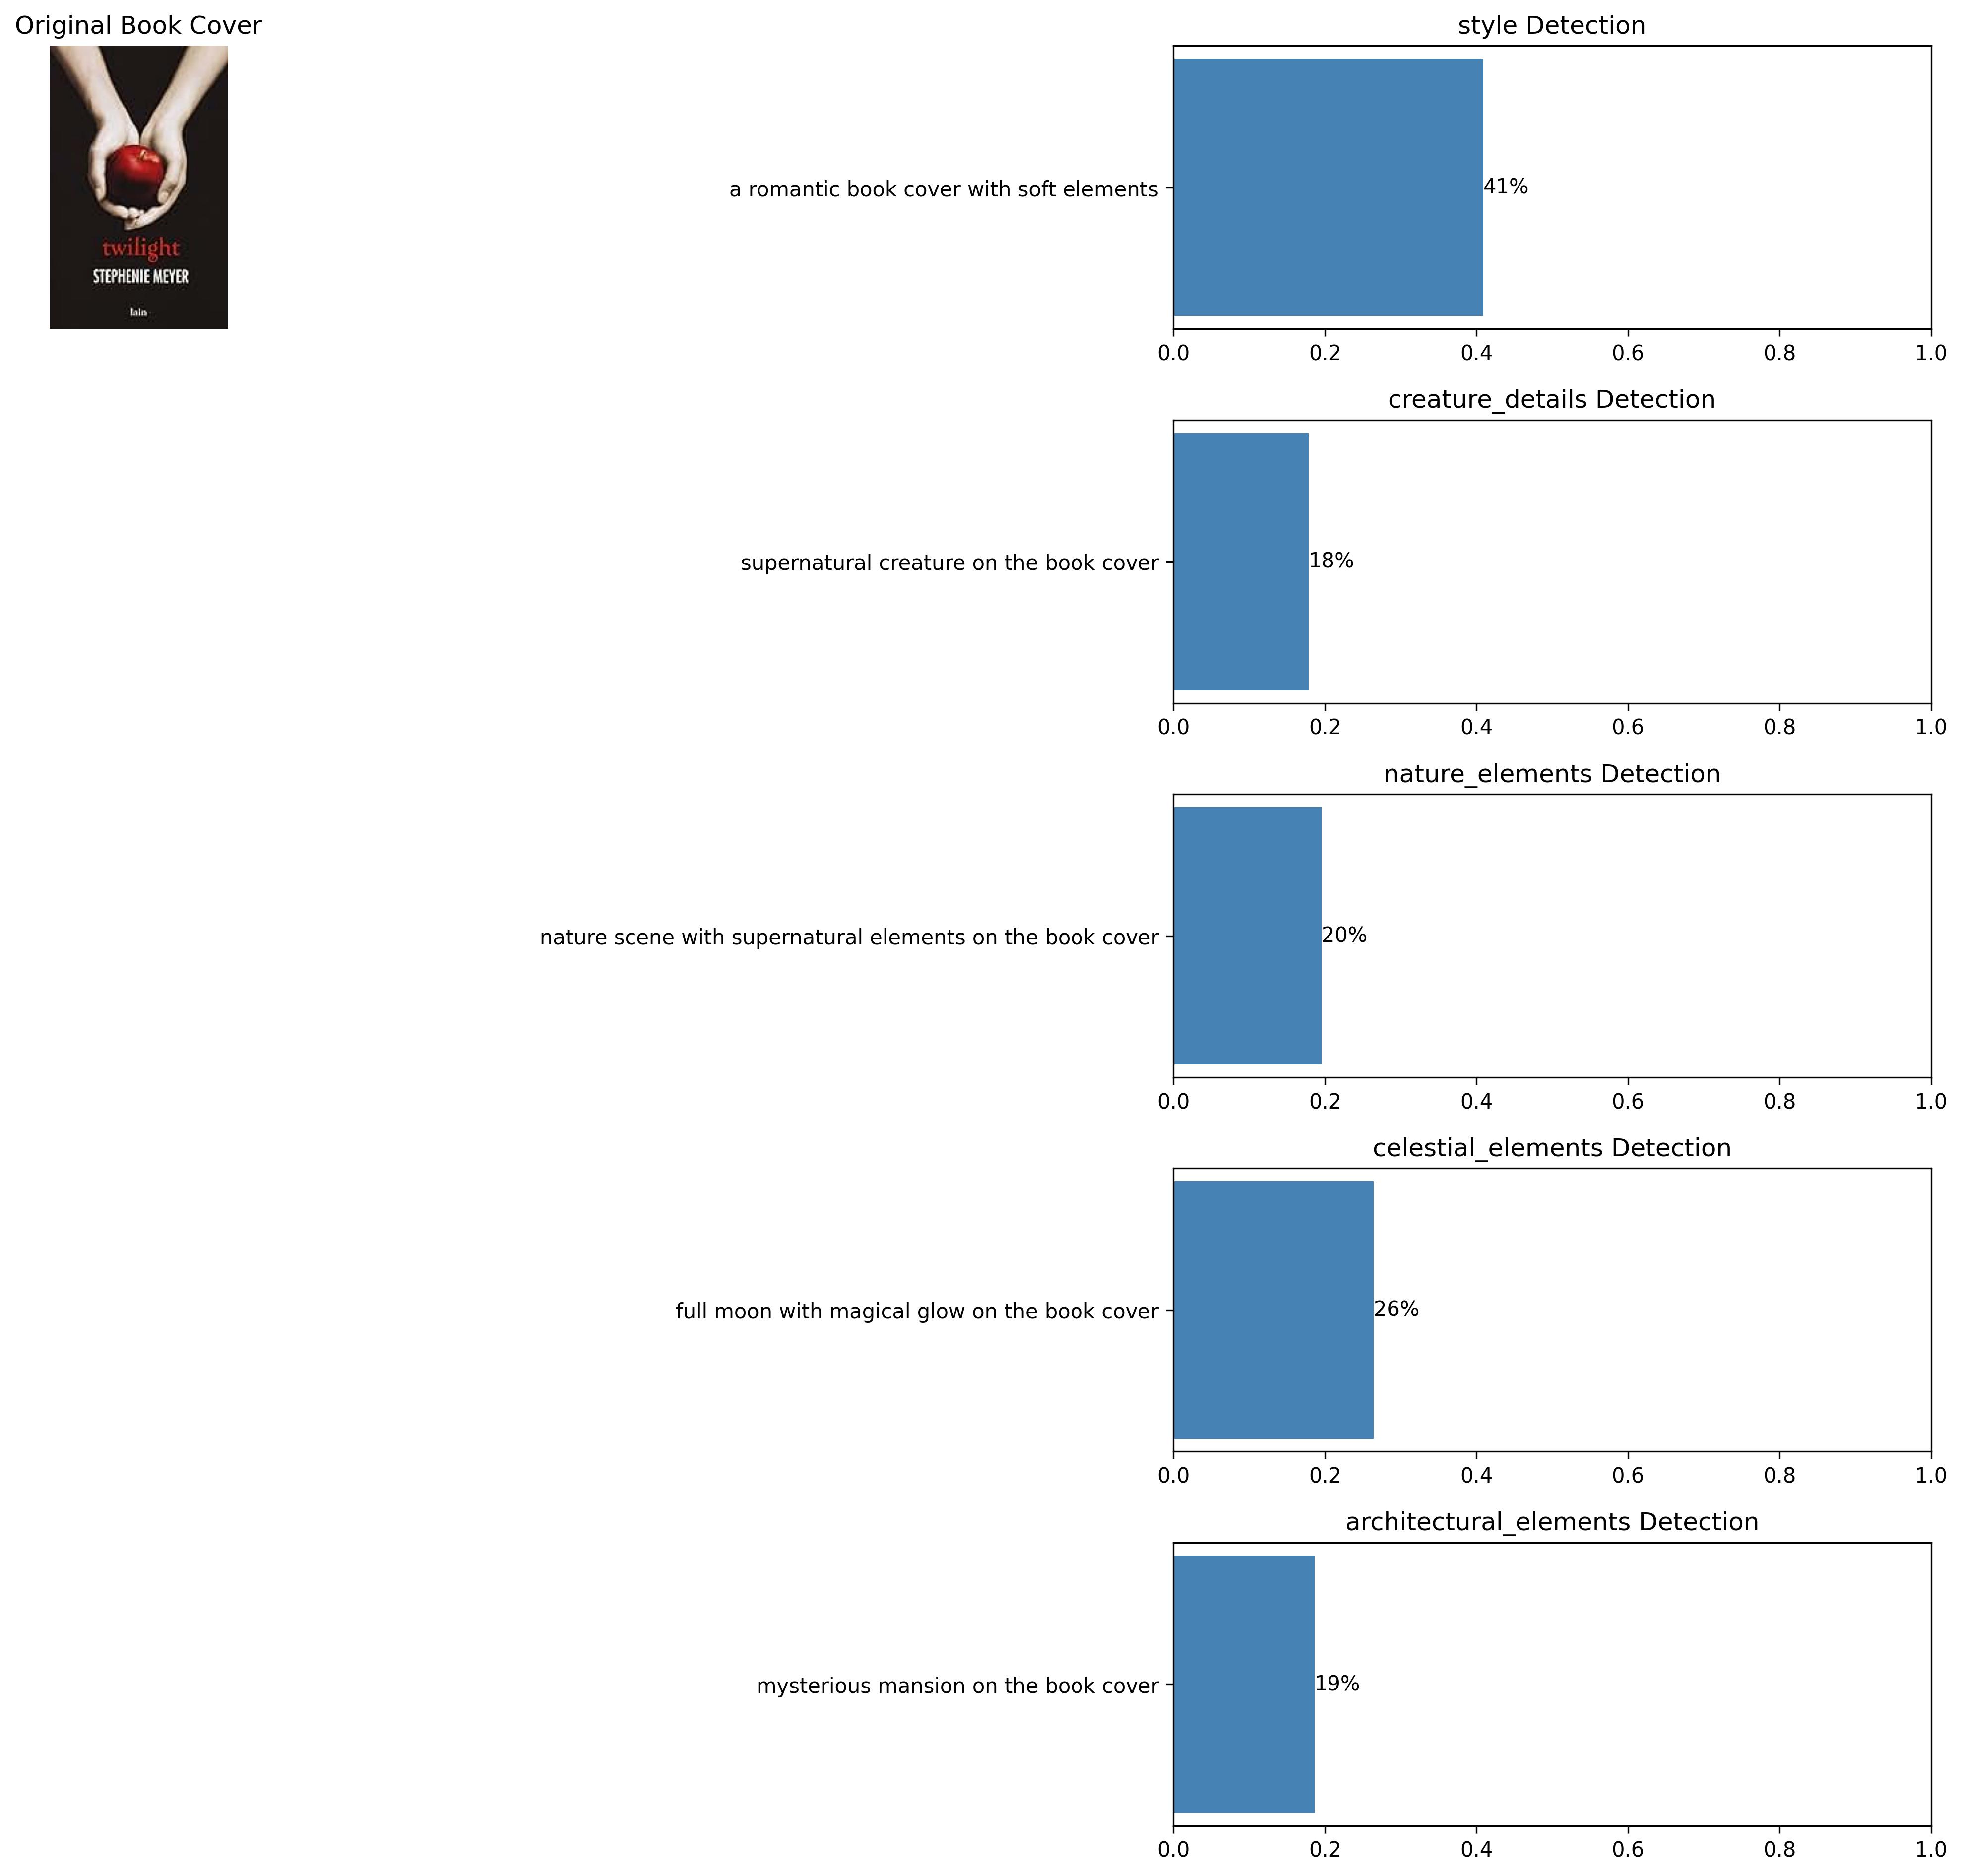 Original Book Cover
twilight
STEPHENIE MEYER
lain
style Detection
a romantic book cover with soft elements
41%
0.0 0.2 0.4 0.6 0.8 1.0
creature_details Detection
supernatural creature on the book cover
18%
0.0 0.2 0.4 0.6 0.8 1.0
nature_elements Detection
nature scene with supernatural elements on the book cover
20%
0.0 0.2 0.4 0.6 0.8 1.0
celestial_elements Detection
full moon with magical glow on the book cover
26%
0.0 0.2 0.4 0.6 0.8 1.0
architectural_elements Detection
mysterious mansion on the book cover
19%
0.0 0.2 0.4 0.6 0.8 1.0